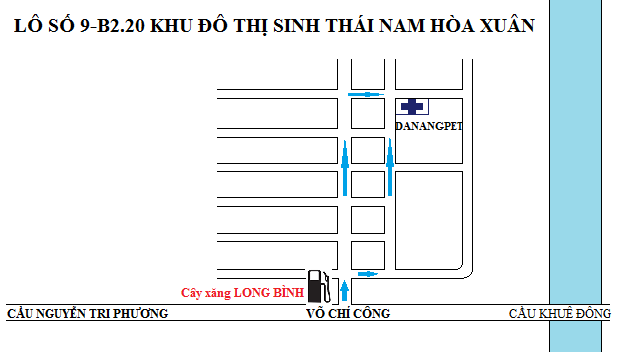 LÔ SỐ 9-B2.20 KHU ĐÔ THỊ SINH THÁI NAM HÒA XUÂN
DANANGPET
Cây xăng LONG BÌNH
CẦU NGUYỄN TRI PHƯƠNG VÕ CHÍ CÔNG CẦU KHUÊ ĐÔNG